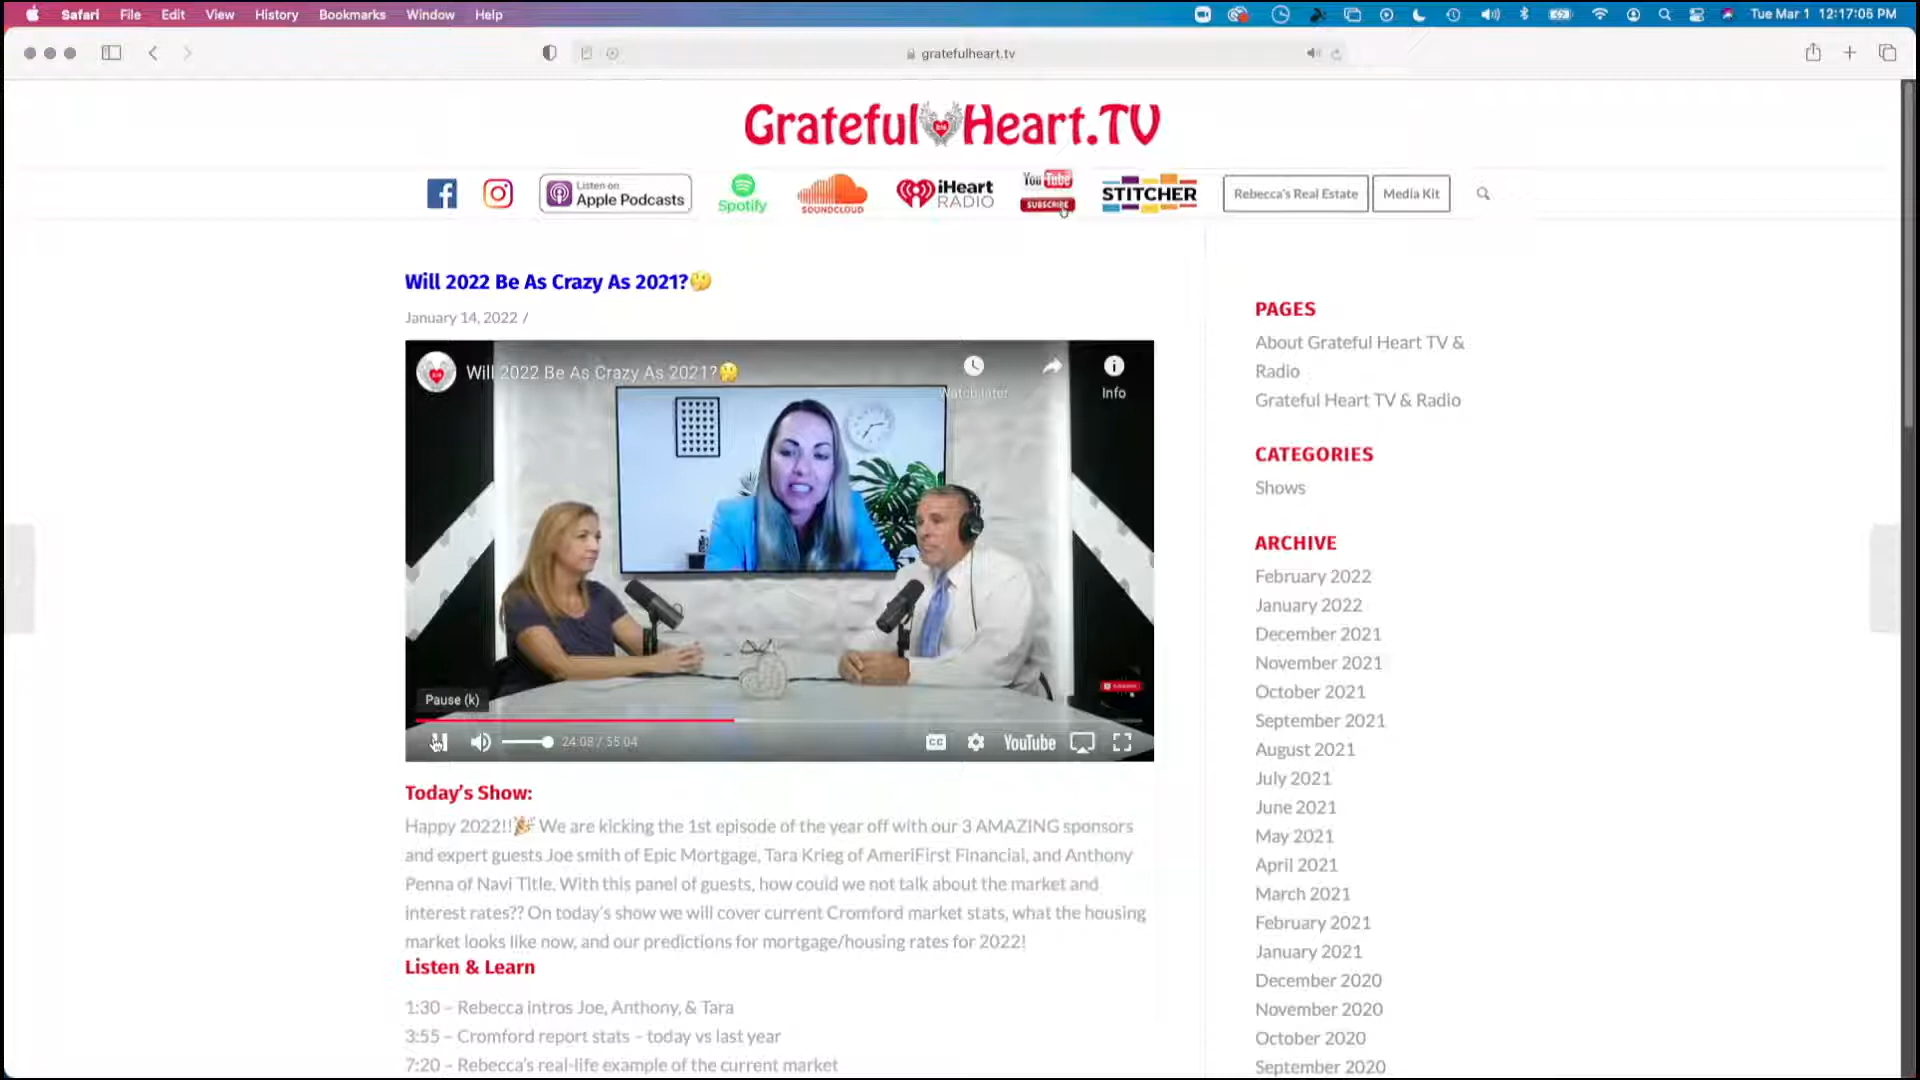 Safari File Edit View History Bookmarks Window Help
Tue Mar 1 12:17:05 PM
gratefulheart.tv
Grateful Heart.TV
Listen on
Apple Podcasts
Spotify
SOUNDCLOUD
iHeart
RADIO
YouTube
SUBSCRIBE
STITCHER
Rebecca's Real Estate
Media Kit
Will 2022 Be As Crazy As 2021?🤔
January 14, 2022 /
Will 2022 Be As Crazy As 2021?🤔
Watch later
Info
Pause (k)
24:08 / 55:04
CC
YouTube
Today's Show:
Happy 2022!!🎉 We are kicking the 1st episode of the year off with our 3 AMAZING sponsors
and expert guests Joe smith of Epic Mortgage, Tara Krieg of AmeriFirst Financial, and Anthony
Penna of Navi Title. With this panel of guests, how could we not talk about the market and
interest rates?? On today's show we will cover current Cromford market stats, what the housing
market looks like now, and our predictions for mortgage/housing rates for 2022!
Listen & Learn
1:30 – Rebecca intros Joe, Anthony, & Tara
3:55 – Cromford report stats – today vs last year
7:20 – Rebecca's real-life example of the current market
PAGES
About Grateful Heart TV &
Radio
Grateful Heart TV & Radio
CATEGORIES
Shows
ARCHIVE
February 2022
January 2022
December 2021
November 2021
October 2021
September 2021
August 2021
July 2021
June 2021
May 2021
April 2021
March 2021
February 2021
January 2021
December 2020
November 2020
October 2020
September 2020